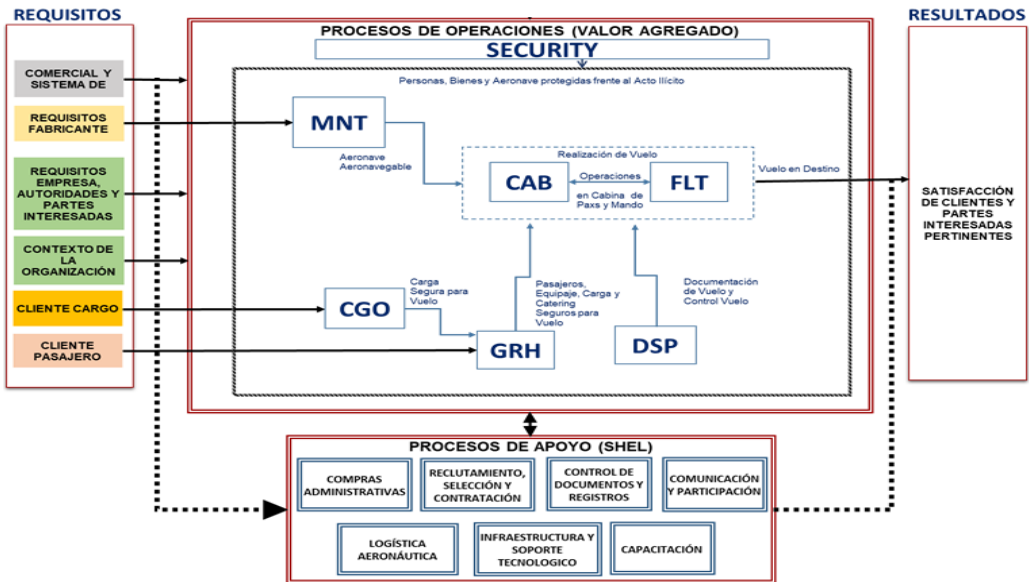 REQUISITOS
COMERCIAL Y
SISTEMA DE
REQUISITOS
FABRICANTE
REQUISITOS
EMPRESA,
AUTORIDADES Y
PARTES
INTERESADAS
CONTEXTO DE
LA
ORGANIZACIÓN
CLIENTE CARGO
CLIENTE
PASAJERO
PROCESOS DE OPERACIONES (VALOR AGREGADO)
SECURITY
Personas, Bienes y Aeronave protegidas frente al Acto Ilícito
MNT
Aeronave
Aeronavegable
Realización de Vuelo
CAB
Operaciones
en Cabina de
Paxs y Mando
FLT
Vuelo en Destino
CGO
Carga
Segura para
Vuelo
GRH
Pasajeros,
Equipaje, Carga y
Catering
Seguros para
Vuelo
DSP
Documentación
de Vuelo y
Control Vuelo
RESULTADOS
SATISFACCIÓN
DE CLIENTES Y
PARTES
INTERESADAS
PERTINENTES
PROCESOS DE APOYO (SHEL)
COMPRAS
ADMINISTRATIVAS
RECLUTAMIENTO,
SELECCIÓN Y
CONTRATACIÓN
CONTROL DE
DOCUMENTOS Y
REGISTROS
COMUNICACIÓN
Y PARTICIPACIÓN
LOGÍSTICA
AERONÁUTICA
INFRAESTRUCTURA Y
SOPORTE
TECNOLOGICO
CAPACITACIÓN